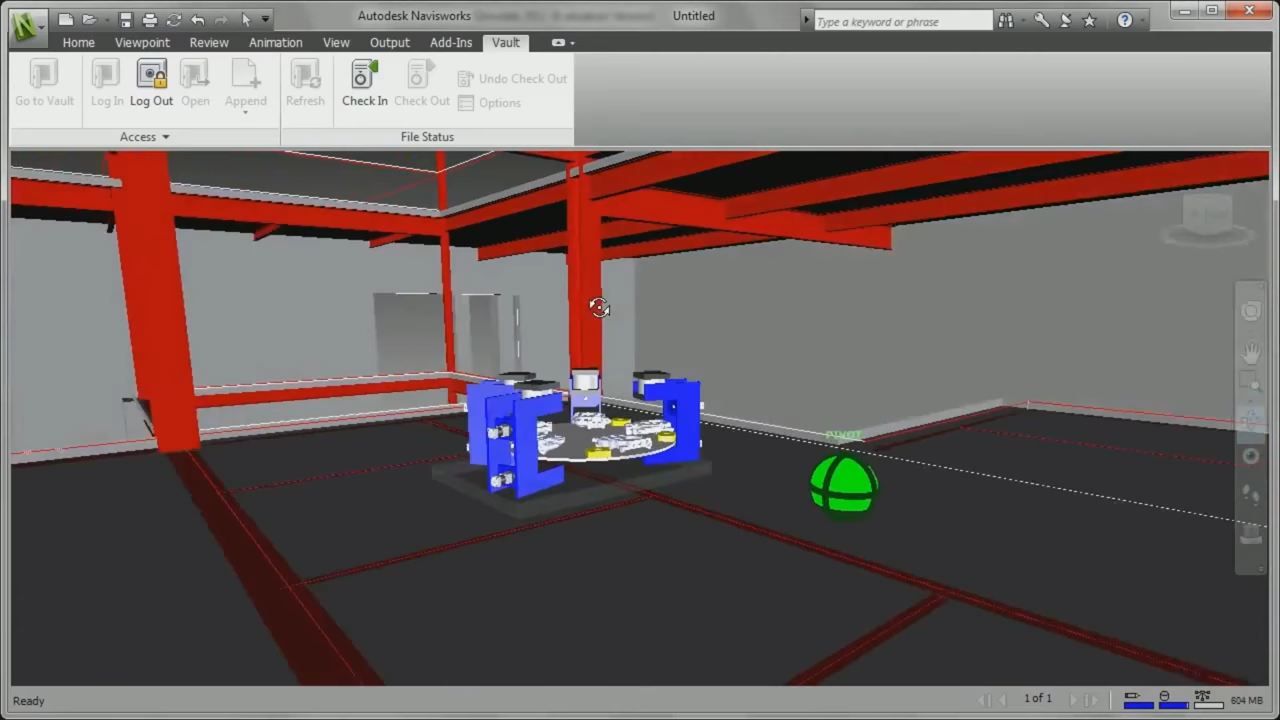 Autodesk Navisworks
Untitled
Type a keyword or phrase
Home Viewpoint Review Animation View Output Add-Ins Vault
Go to Vault Log In Log Out Open Append Refresh Check In Check Out Undo Check Out
Options
Access File Status
PIVOT
Ready 1 of 1 604 MB